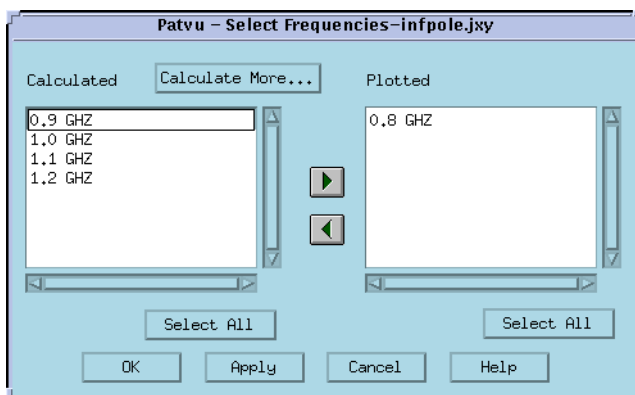 Patvu - Select Frequencies-infpole.jxy
Calculated
Calculate More...
Plotted
0.9 GHZ
1.0 GHZ
1.1 GHZ
1.2 GHZ
0.8 GHZ
Select All
Select All
OK
Apply
Cancel
Help